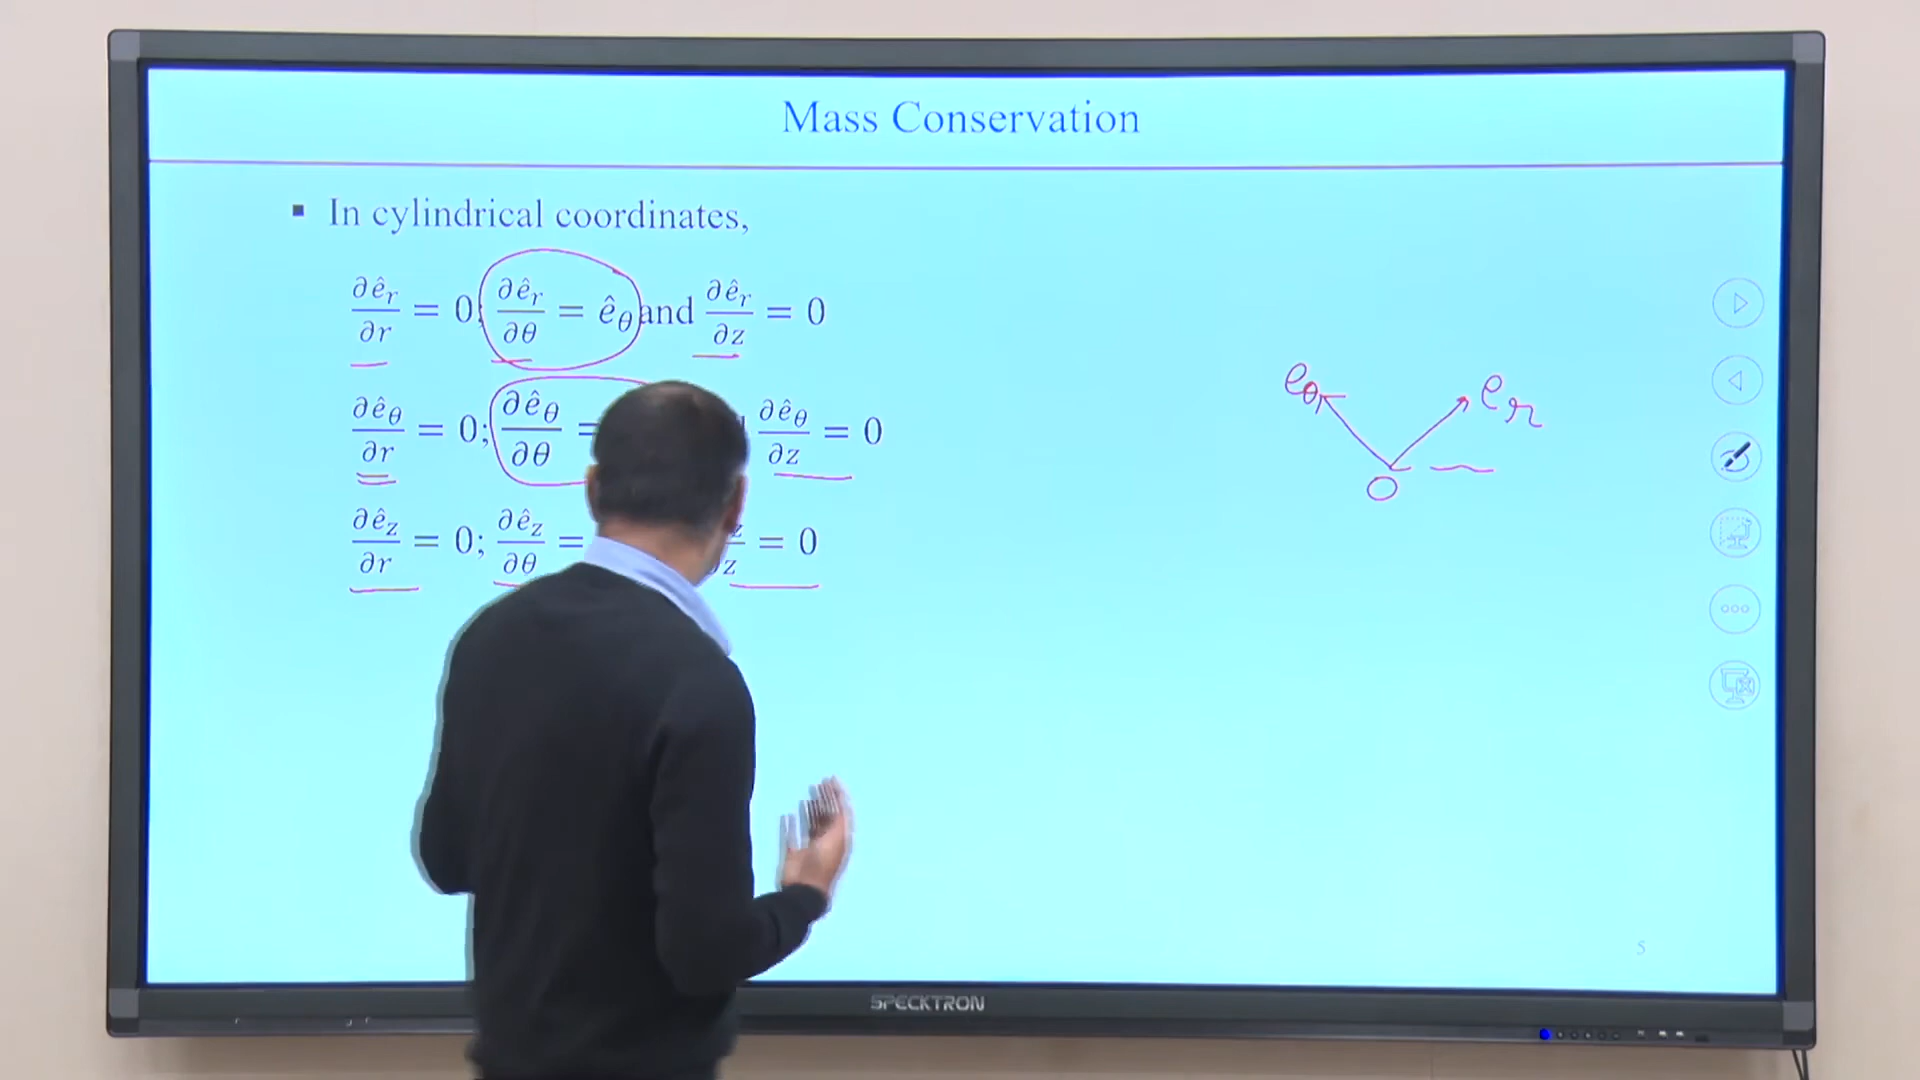 Mass Conservation
▪ In cylindrical coordinates,
∂ê_r/∂r = 0; ∂ê_r/∂θ = ê_θ and ∂ê_r/∂z = 0
∂ê_θ/∂r = 0; ∂ê_θ/∂θ = ∂ê_θ/∂z = 0
∂ê_z/∂r = 0; ∂ê_z/∂θ = = 0
e_θ e_r
O
5
SPECKTRON